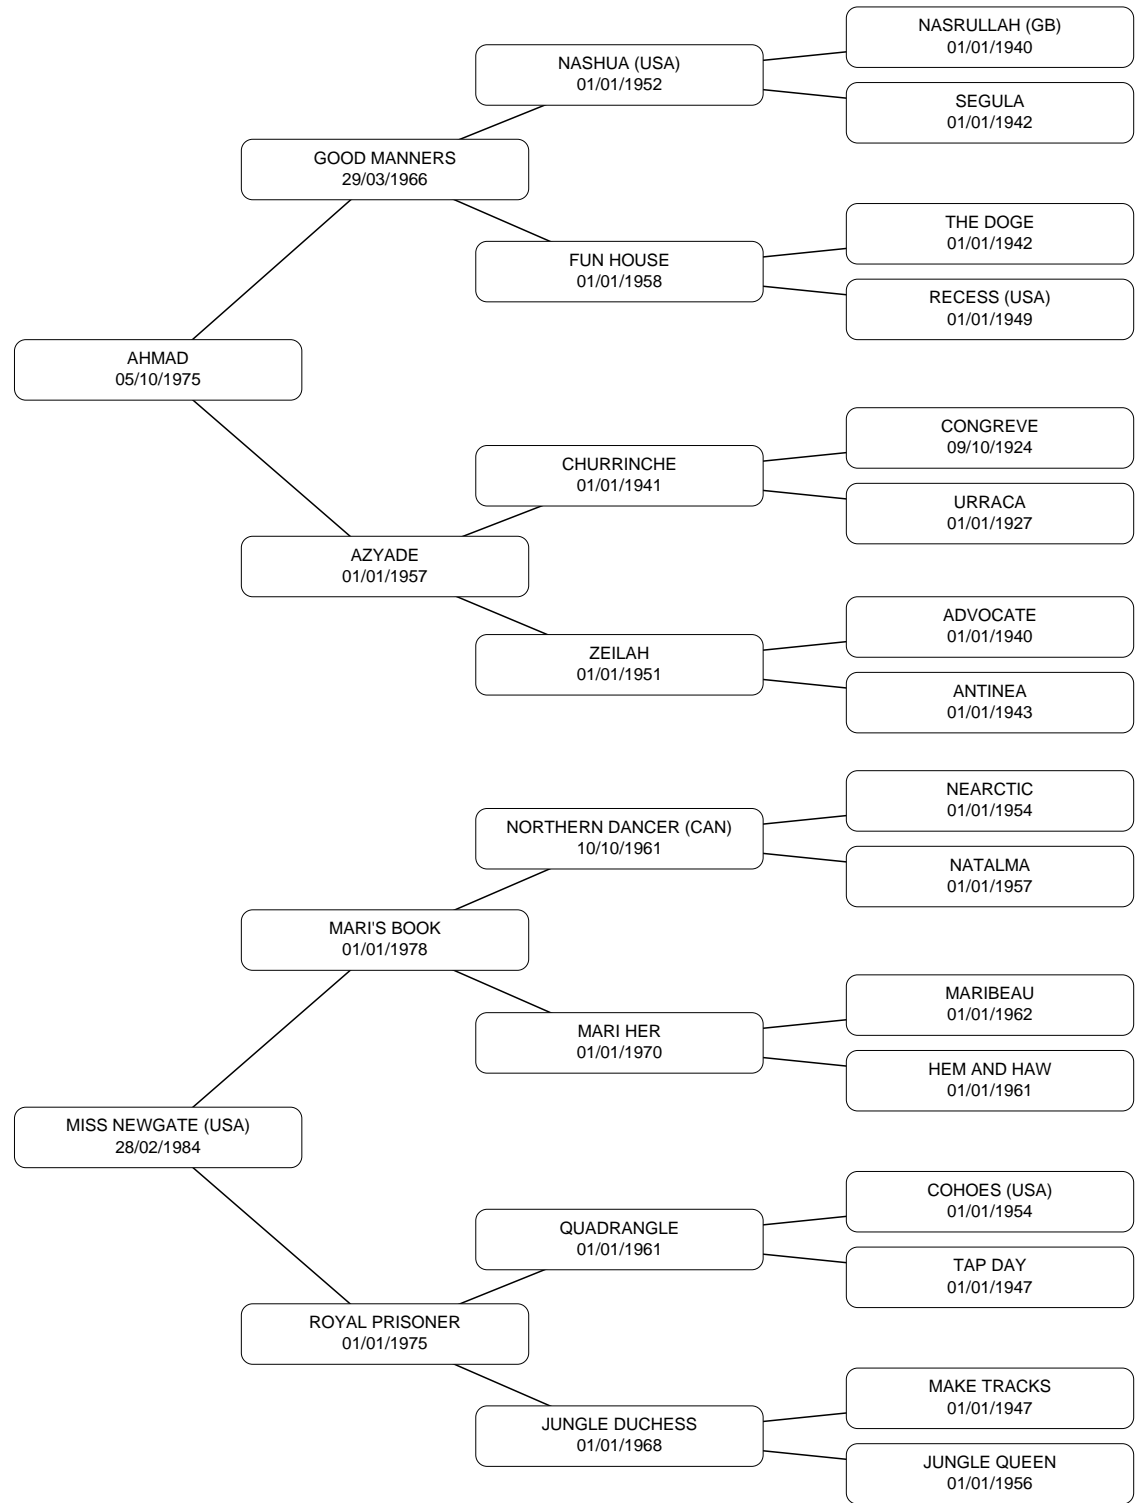 NASRULLAH (GB)
01/01/1940
NASHUA (USA)
01/01/1952
SEGULA
01/01/1942
GOOD MANNERS
29/03/1966
THE DOGE
01/01/1942
FUN HOUSE
01/01/1958
RECESS (USA)
01/01/1949
AHMAD
05/10/1975
CONGREVE
09/10/1924
CHURRINCHE
01/01/1941
URRACA
01/01/1927
AZYADE
01/01/1957
ADVOCATE
01/01/1940
ZEILAH
01/01/1951
ANTINEA
01/01/1943
NEARCTIC
01/01/1954
NORTHERN DANCER (CAN)
10/10/1961
NATALMA
01/01/1957
MARI'S BOOK
01/01/1978
MARIBEAU
01/01/1962
MARI HER
01/01/1970
HEM AND HAW
01/01/1961
MISS NEWGATE (USA)
28/02/1984
COHOES (USA)
01/01/1954
QUADRANGLE
01/01/1961
TAP DAY
01/01/1947
ROYAL PRISONER
01/01/1975
MAKE TRACKS
01/01/1947
JUNGLE DUCHESS
01/01/1968
JUNGLE QUEEN
01/01/1956